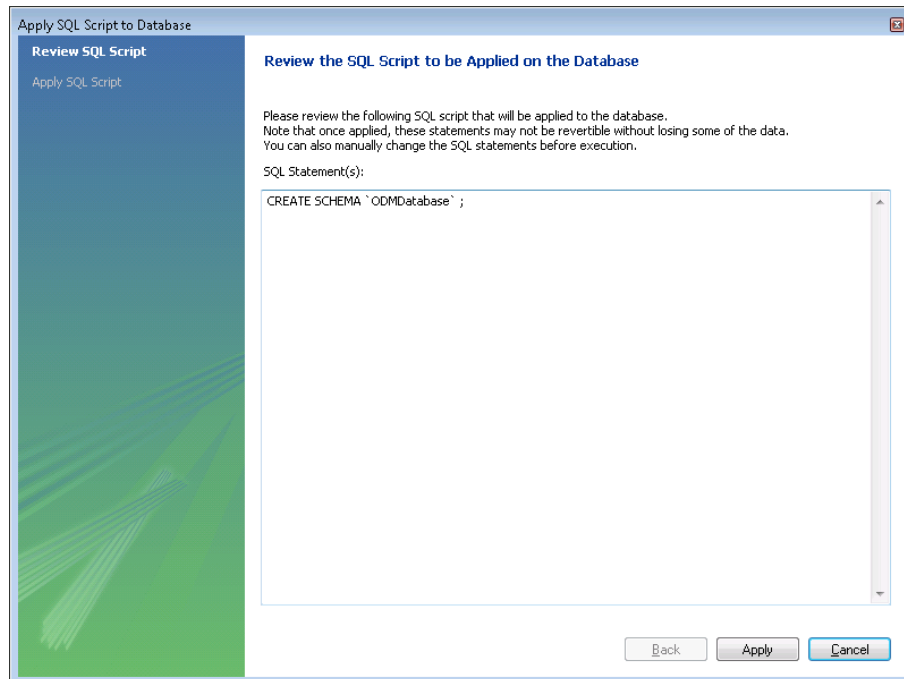 Apply SQL Script to Database
Review SQL Script
Apply SQL Script
Review the SQL Script to be Applied on the Database
Please review the following SQL script that will be applied to the database.
Note that once applied, these statements may not be revertible without losing some of the data.
You can also manually change the SQL statements before execution.
SQL Statement(s):
CREATE SCHEMA `ODMDatabase` ;
Back Apply Cancel